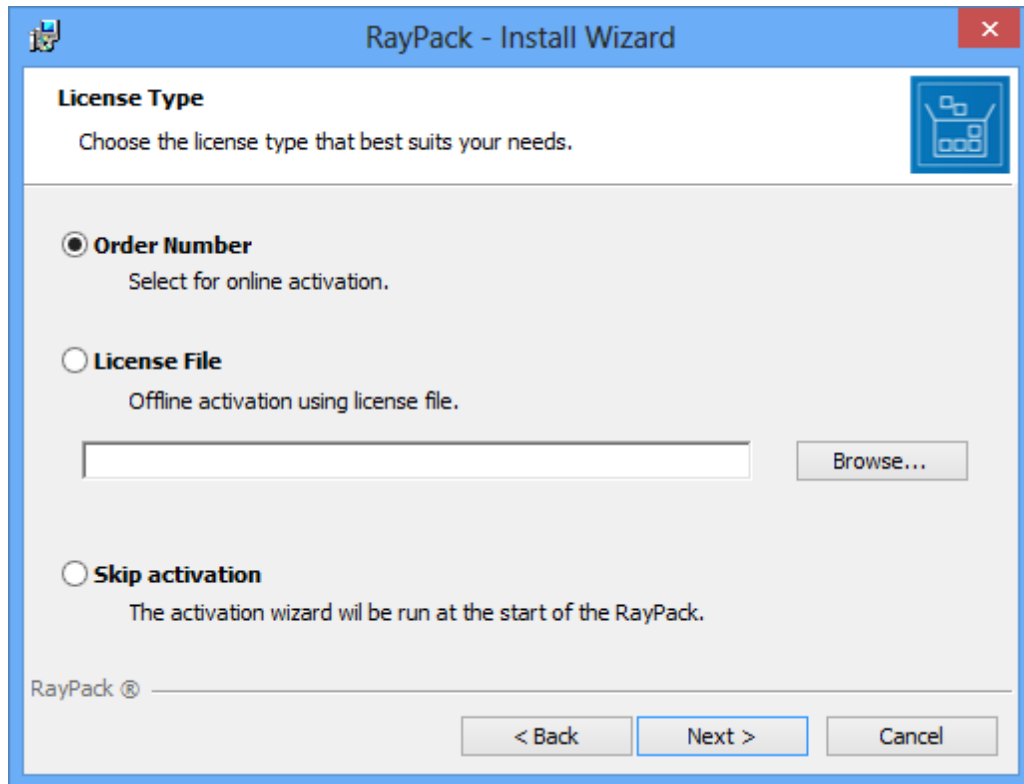 RayPack - Install Wizard
License Type
Choose the license type that best suits your needs.
Order Number
Select for online activation.
License File
Offline activation using license file.
Browse...
Skip activation
The activation wizard wil be run at the start of the RayPack.
RayPack ®
< Back Next > Cancel